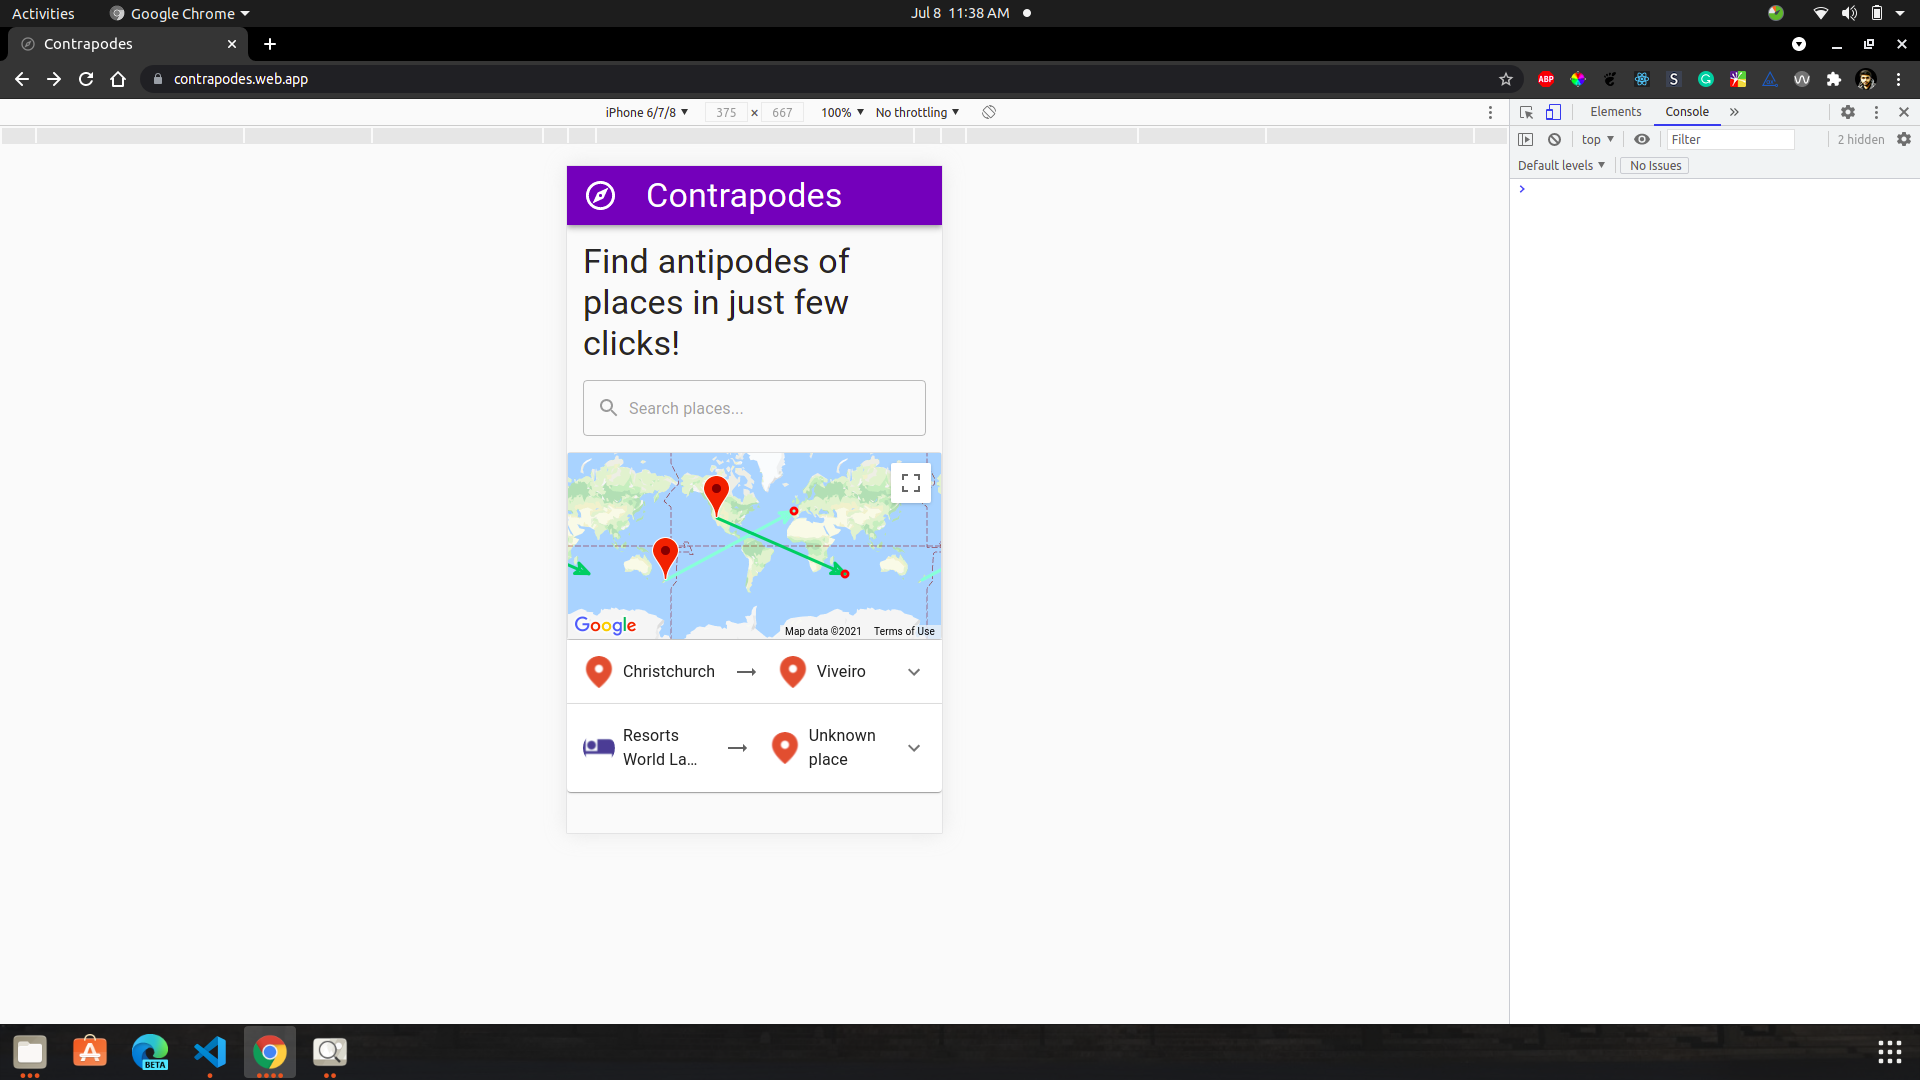 Activities
Google Chrome
Jul 8 11:38 AM
Contrapodes
contrapodes.web.app
ABP
S
iPhone 6/7/8
375 × 667
100%
No throttling
Elements
Console
top
Filter
2 hidden
Default levels
No Issues
Contrapodes
Find antipodes of
places in just few
clicks!
Search places...
Google
Map data ©2021
Terms of Use
Christchurch
Viveiro
Resorts
World La...
Unknown
place
BETA